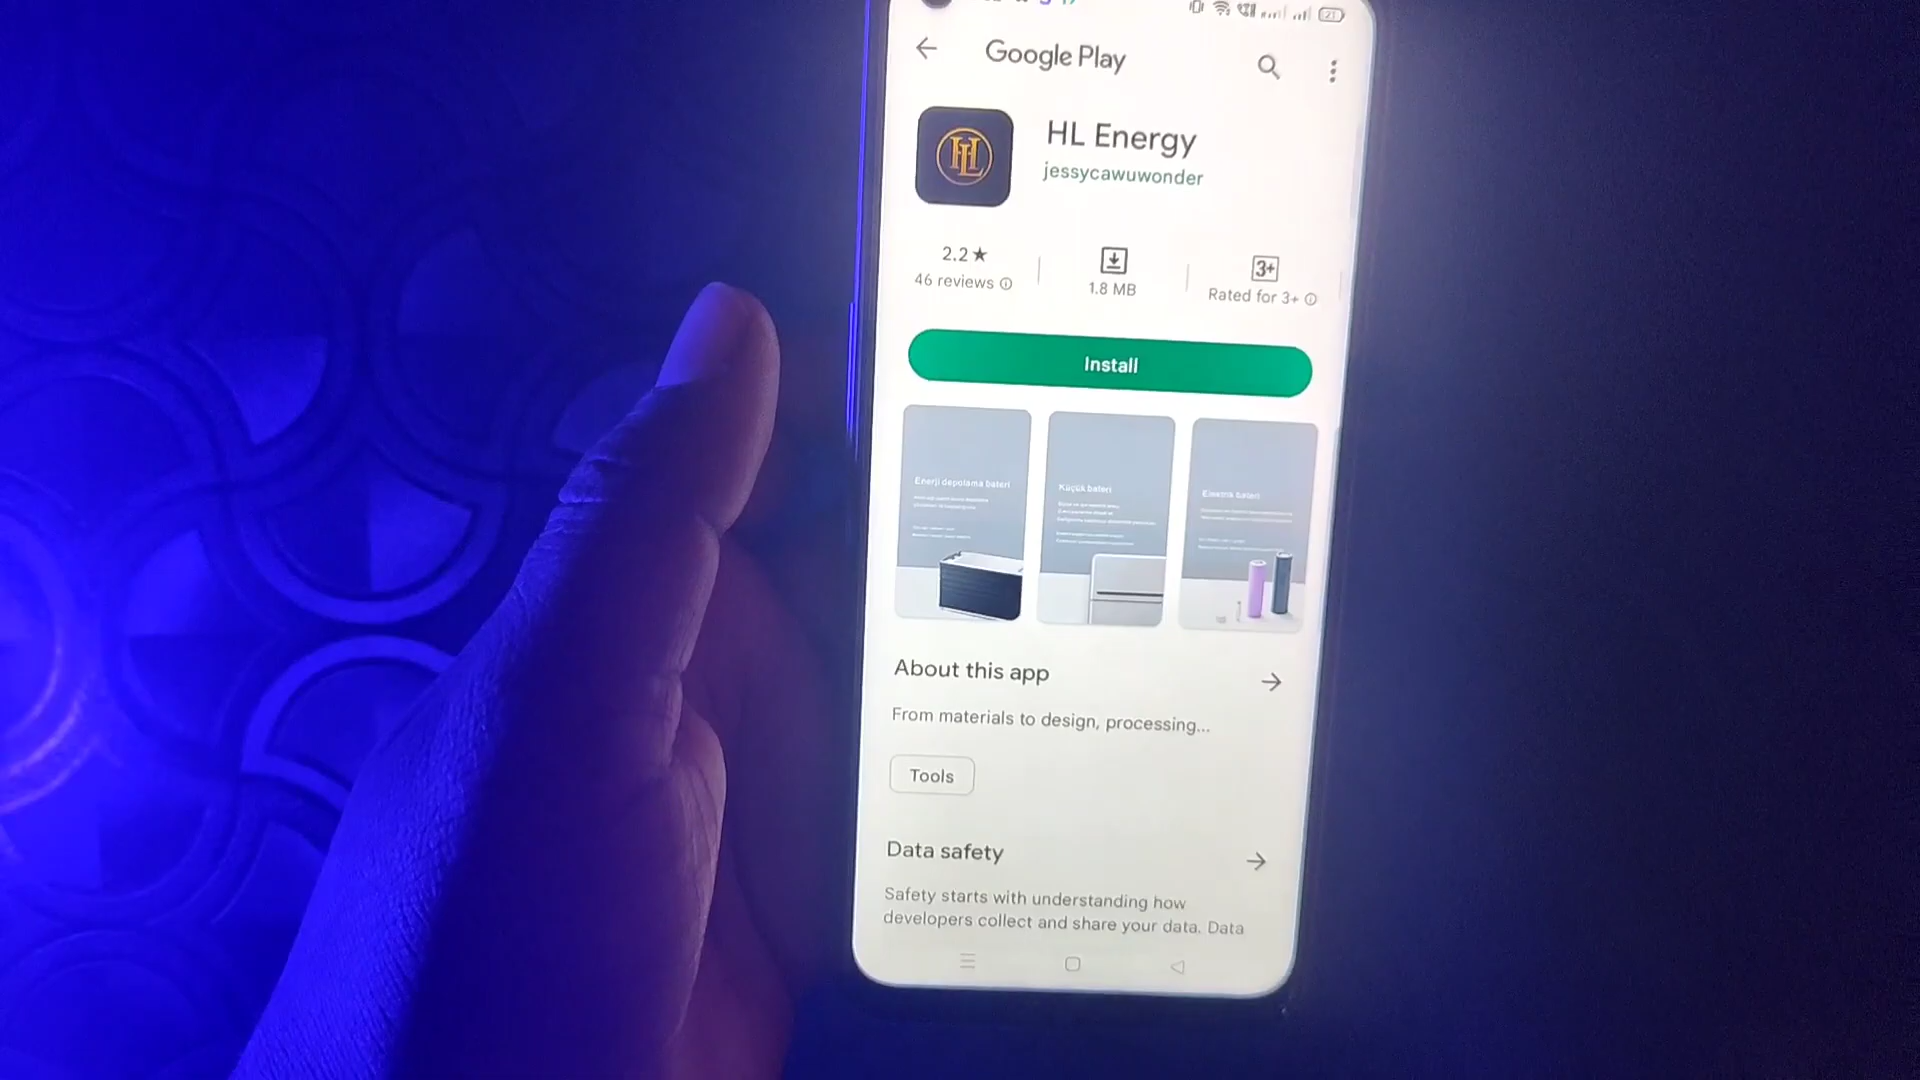 21
Google Play
HL
HL Energy
jessycawuwonder
2.2★
46 reviews
1.8 MB
3+
Rated for 3+
Install
Enerji depolama bateri
Küçük bateri
Elektrik bateri
About this app
From materials to design, processing...
Tools
Data safety
Safety starts with understanding how
developers collect and share your data. Data